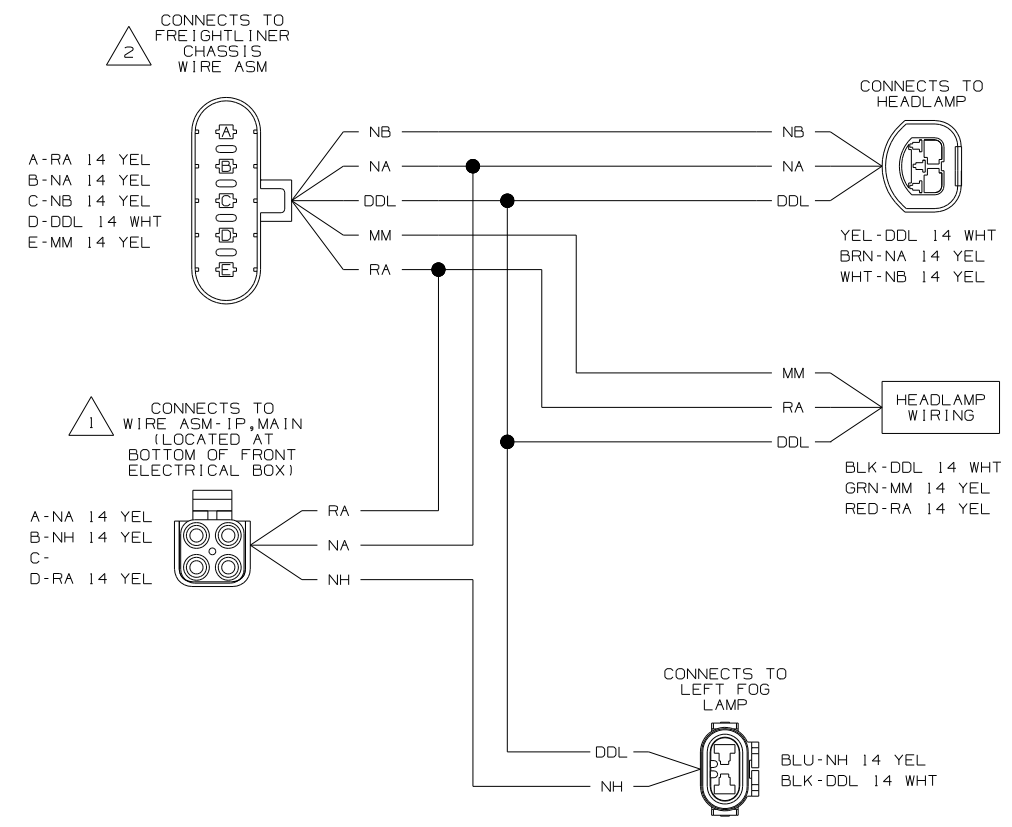 CONNECTS TO
FREIGHTLINER
CHASSIS
WIRE ASM
2
A
B
C
D
E
A-RA 14 YEL
B-NA 14 YEL
C-NB 14 YEL
D-DDL 14 WHT
E-MM 14 YEL
NB
NA
DDL
MM
RA
NB
NA
DDL
CONNECTS TO
HEADLAMP
YEL-DDL 14 WHT
BRN-NA 14 YEL
WHT-NB 14 YEL
MM
RA
DDL
HEADLAMP
WIRING
BLK-DDL 14 WHT
GRN-MM 14 YEL
RED-RA 14 YEL
1
CONNECTS TO
WIRE ASM-IP,MAIN
(LOCATED AT
BOTTOM OF FRONT
ELECTRICAL BOX)
A-NA 14 YEL
B-NH 14 YEL
C-
D-RA 14 YEL
RA
NA
NH
CONNECTS TO
LEFT FOG
LAMP
DDL
NH
BLU-NH 14 YEL
BLK-DDL 14 WHT